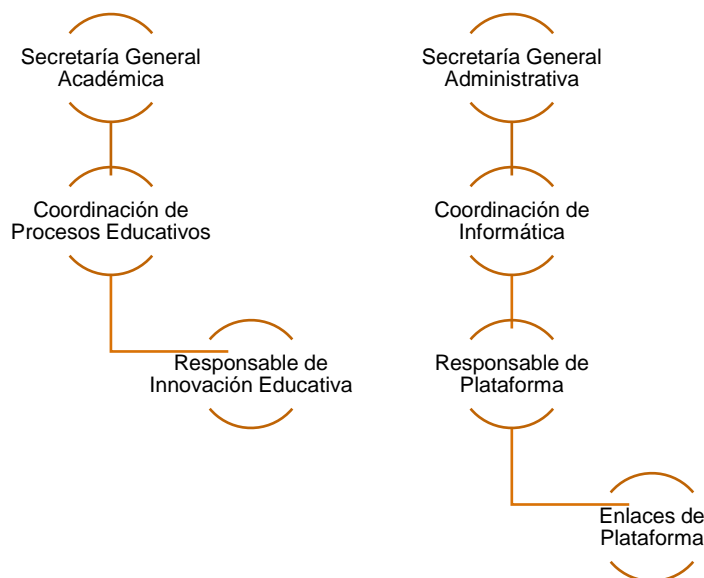 Secretaría General
Académica
Coordinación de
Procesos Educativos
Responsable de
Innovación Educativa
Secretaría General
Administrativa
Coordinación de
Informática
Responsable de
Plataforma
Enlaces de
Plataforma